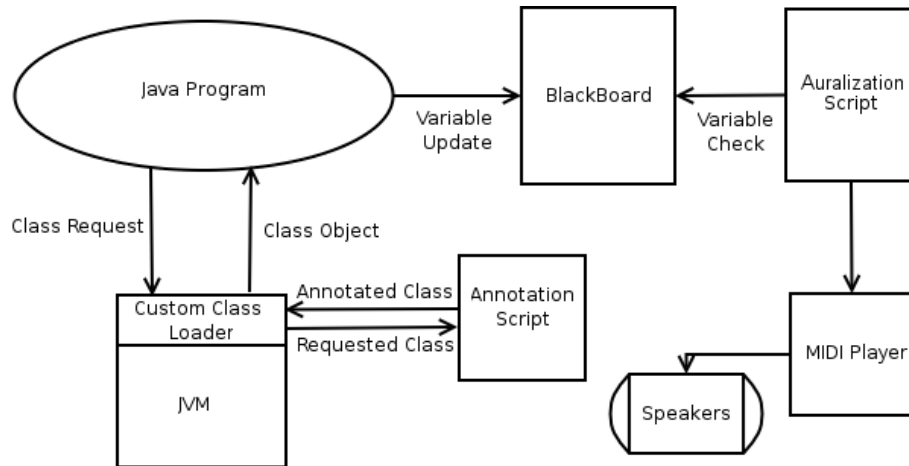 Java Program
BlackBoard
Auralization
Script
Variable
Update
Variable
Check
Class Request
Class Object
Annotated Class
Annotation
Script
Custom Class
Loader
Requested Class
MIDI Player
JVM
Speakers